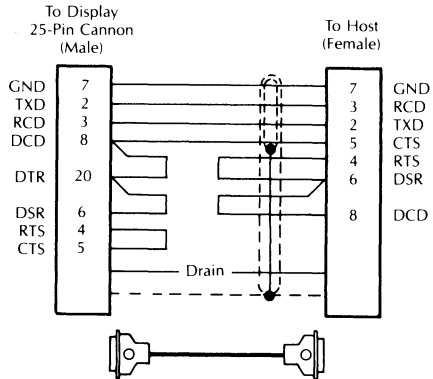 To Display
25-Pin Cannon
(Male)
To Host
(Female)
GND 7 7 GND
TXD 2 3 RCD
RCD 3 2 TXD
DCD 8 5 CTS
4 RTS
DTR 20 6 DSR
DSR 6 8 DCD
RTS 4
CTS 5
Drain